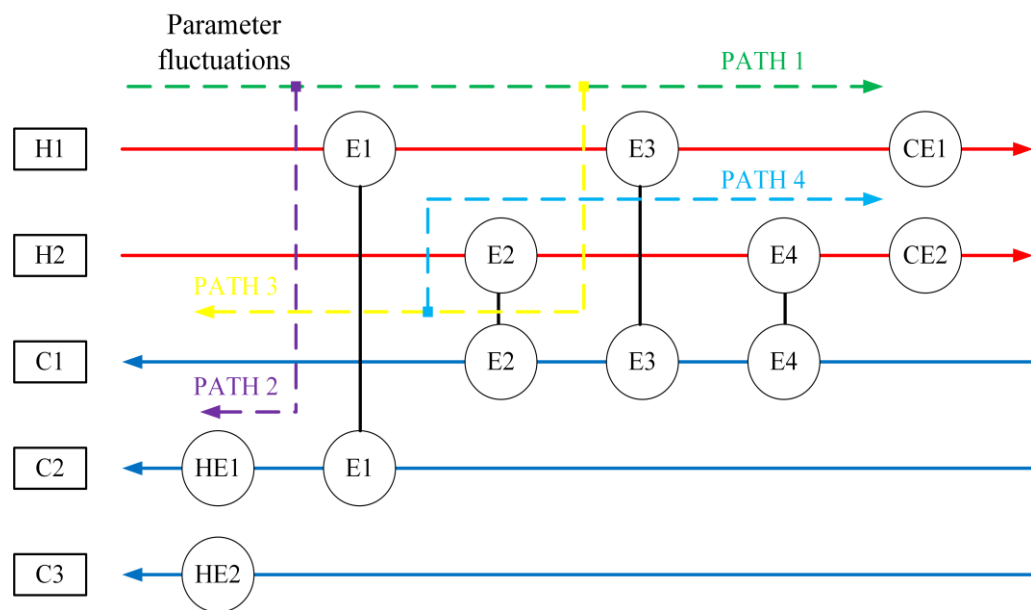 Parameter
fluctuations
PATH 1
H1
E1
E3
CE1
PATH 4
H2
E2
E4
CE2
PATH 3
C1
E2
E3
E4
PATH 2
C2
HE1
E1
C3
HE2